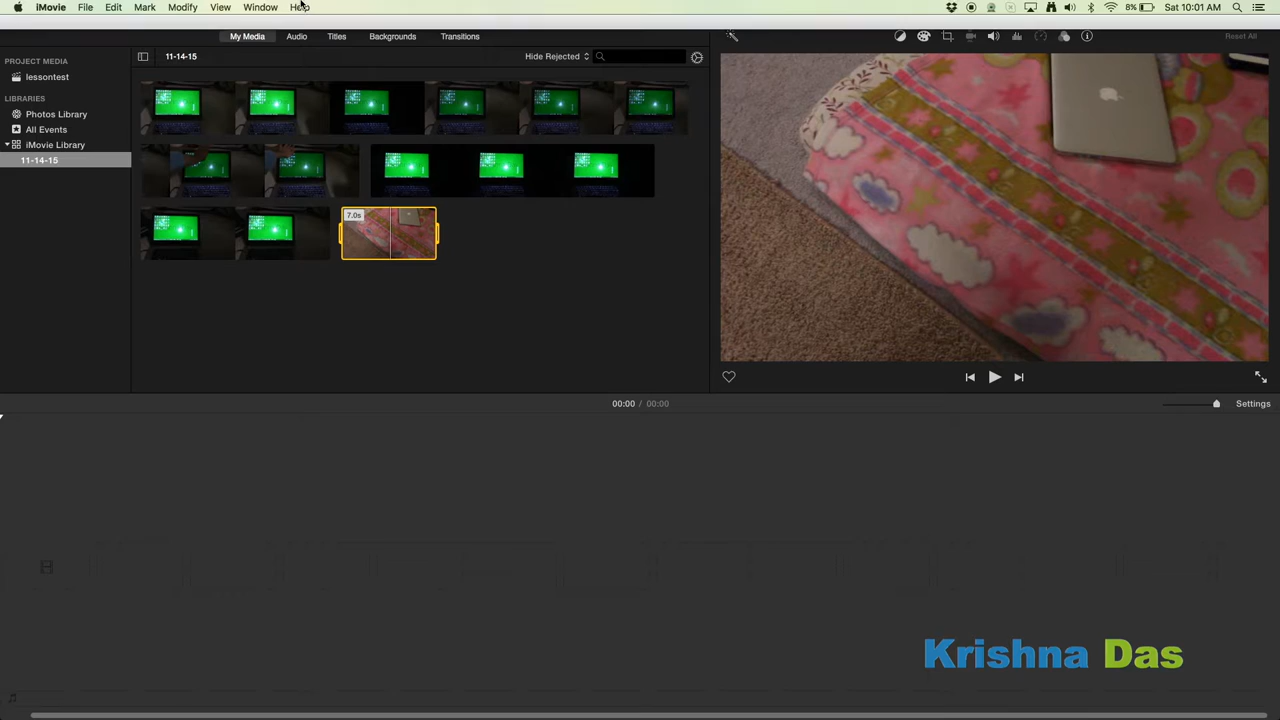 iMovie File Edit Mark Modify View Window Help 8% Sat 10:01 AM
My Media Audio Titles Backgrounds Transitions Reset All
PROJECT MEDIA 11-14-15 Hide Rejected
lessontest
LIBRARIES
Photos Library
All Events
iMovie Library
11-14-15
7.0s
00:00 / 00:00 Settings
Krishna Das